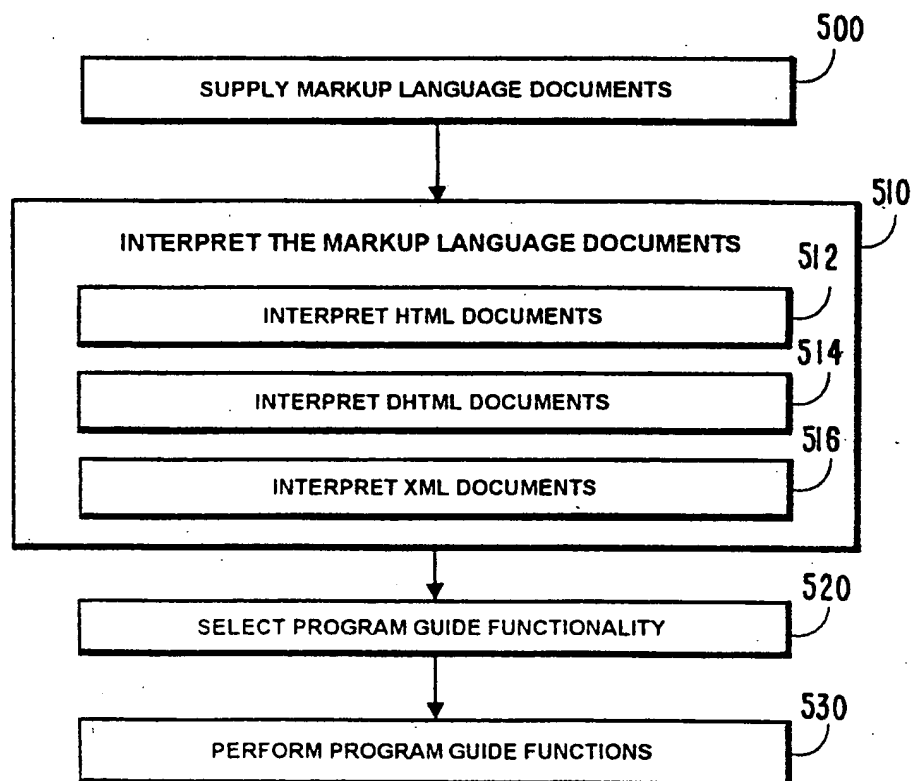 500
SUPPLY MARKUP LANGUAGE DOCUMENTS
510
INTERPRET THE MARKUP LANGUAGE DOCUMENTS
512
INTERPRET HTML DOCUMENTS
514
INTERPRET DHTML DOCUMENTS
516
INTERPRET XML DOCUMENTS
520
SELECT PROGRAM GUIDE FUNCTIONALITY
530
PERFORM PROGRAM GUIDE FUNCTIONS